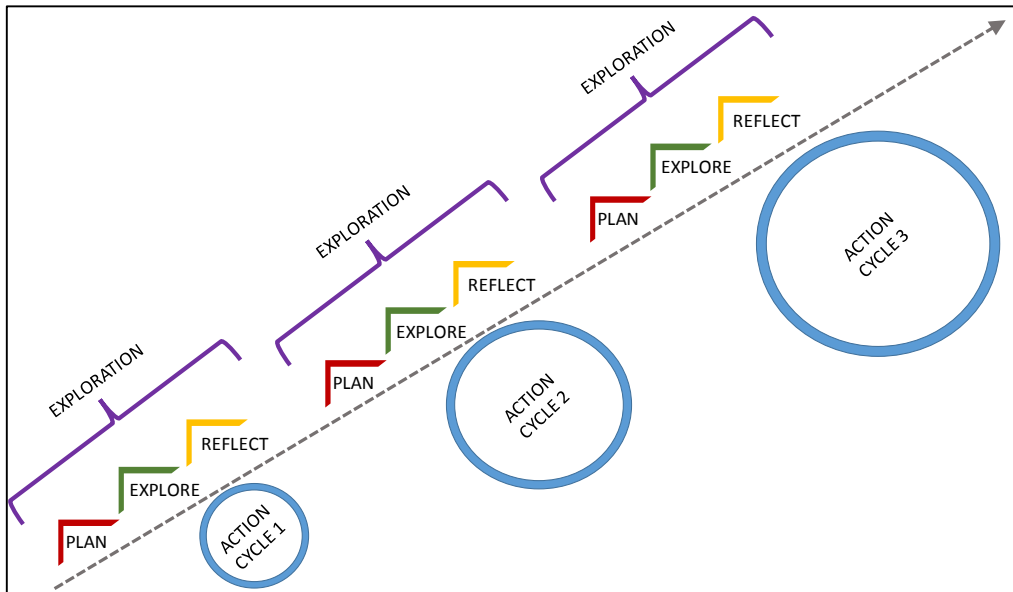 EXPLORATION
PLAN
EXPLORE
REFLECT
ACTION
CYCLE 1
EXPLORATION
PLAN
EXPLORE
REFLECT
ACTION
CYCLE 2
EXPLORATION
PLAN
EXPLORE
REFLECT
ACTION
CYCLE 3